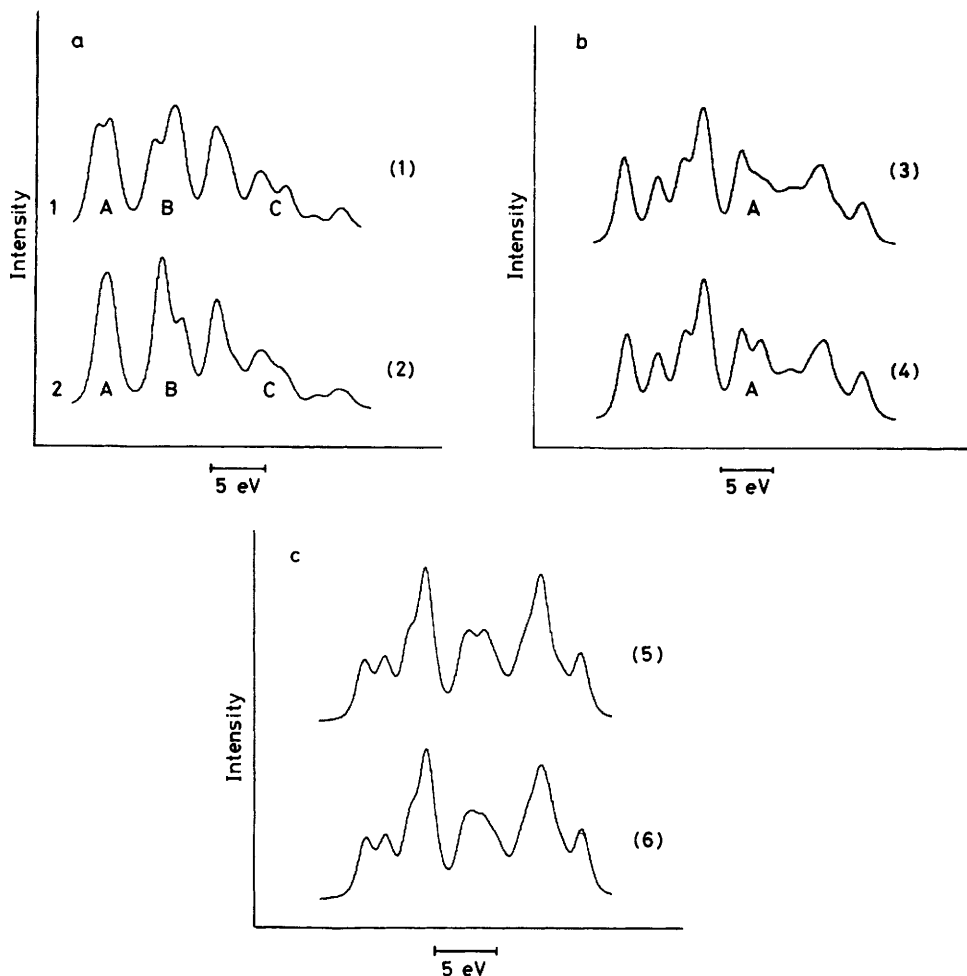 a
Intensity
(1)
1 A B C
(2)
2 A B C
5 eV
b
Intensity
(3)
A
(4)
A
5 eV
c
Intensity
(5)
(6)
5 eV